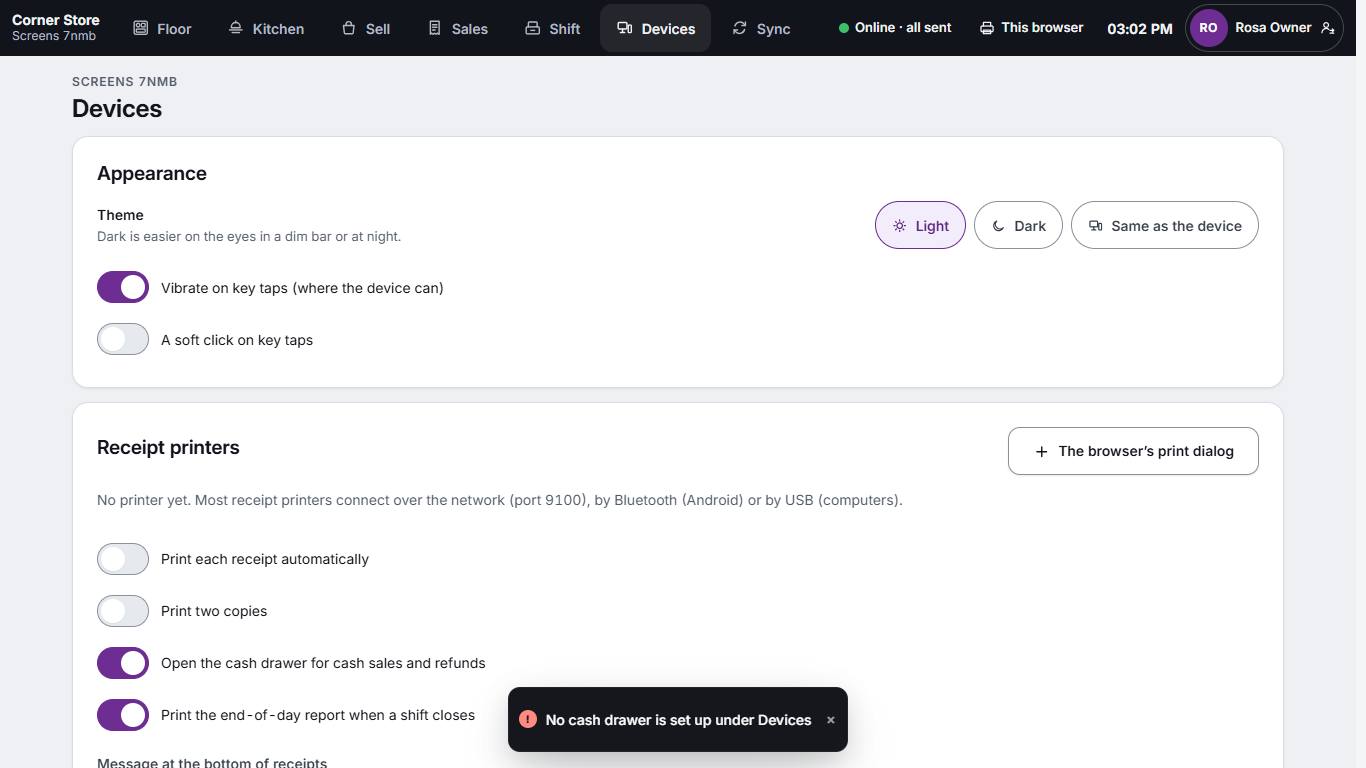 Corner Store
Screens 7nmb
Floor
Kitchen
Sell
Sales
Shift
Devices
Sync
Online · all sent
This browser
03:02 PM
RO
Rosa Owner
SCREENS 7NMB
Devices
Appearance
Theme
Dark is easier on the eyes in a dim bar or at night.
Light
Dark
Same as the device
Vibrate on key taps (where the device can)
A soft click on key taps
Receipt printers
+ The browser’s print dialog
No printer yet. Most receipt printers connect over the network (port 9100), by Bluetooth (Android) or by USB (computers).
Print each receipt automatically
Print two copies
Open the cash drawer for cash sales and refunds
Print the end-of-day report when a shift closes
No cash drawer is set up under Devices ×
Message at the bottom of receipts